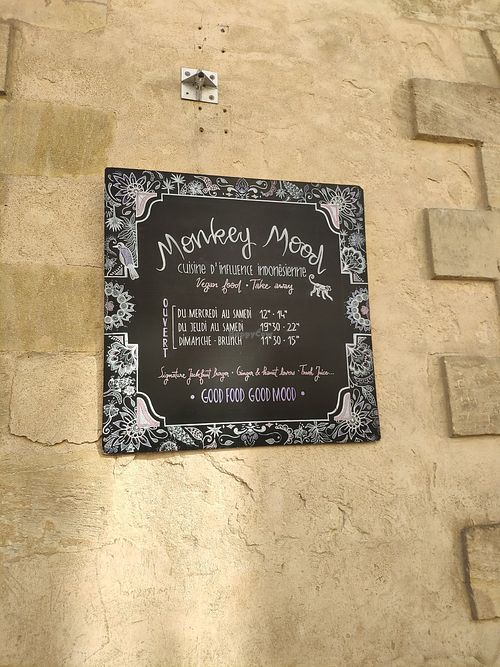 Monkey Mood
CUISINE D'INFLUENCE INDONÉSIENNE
Vegan food • Take away
OUVERT
DU MERCREDI AU SAMEDI 12H - 14H
DU JEUDI AU SAMEDI 19H30 - 22H
DIMANCHE - BRUNCH 11H30 - 15H
Signature Jackfruit burger • Ginger & Peanut lovers • Fresh Juice...
• GOOD FOOD GOOD MOOD •